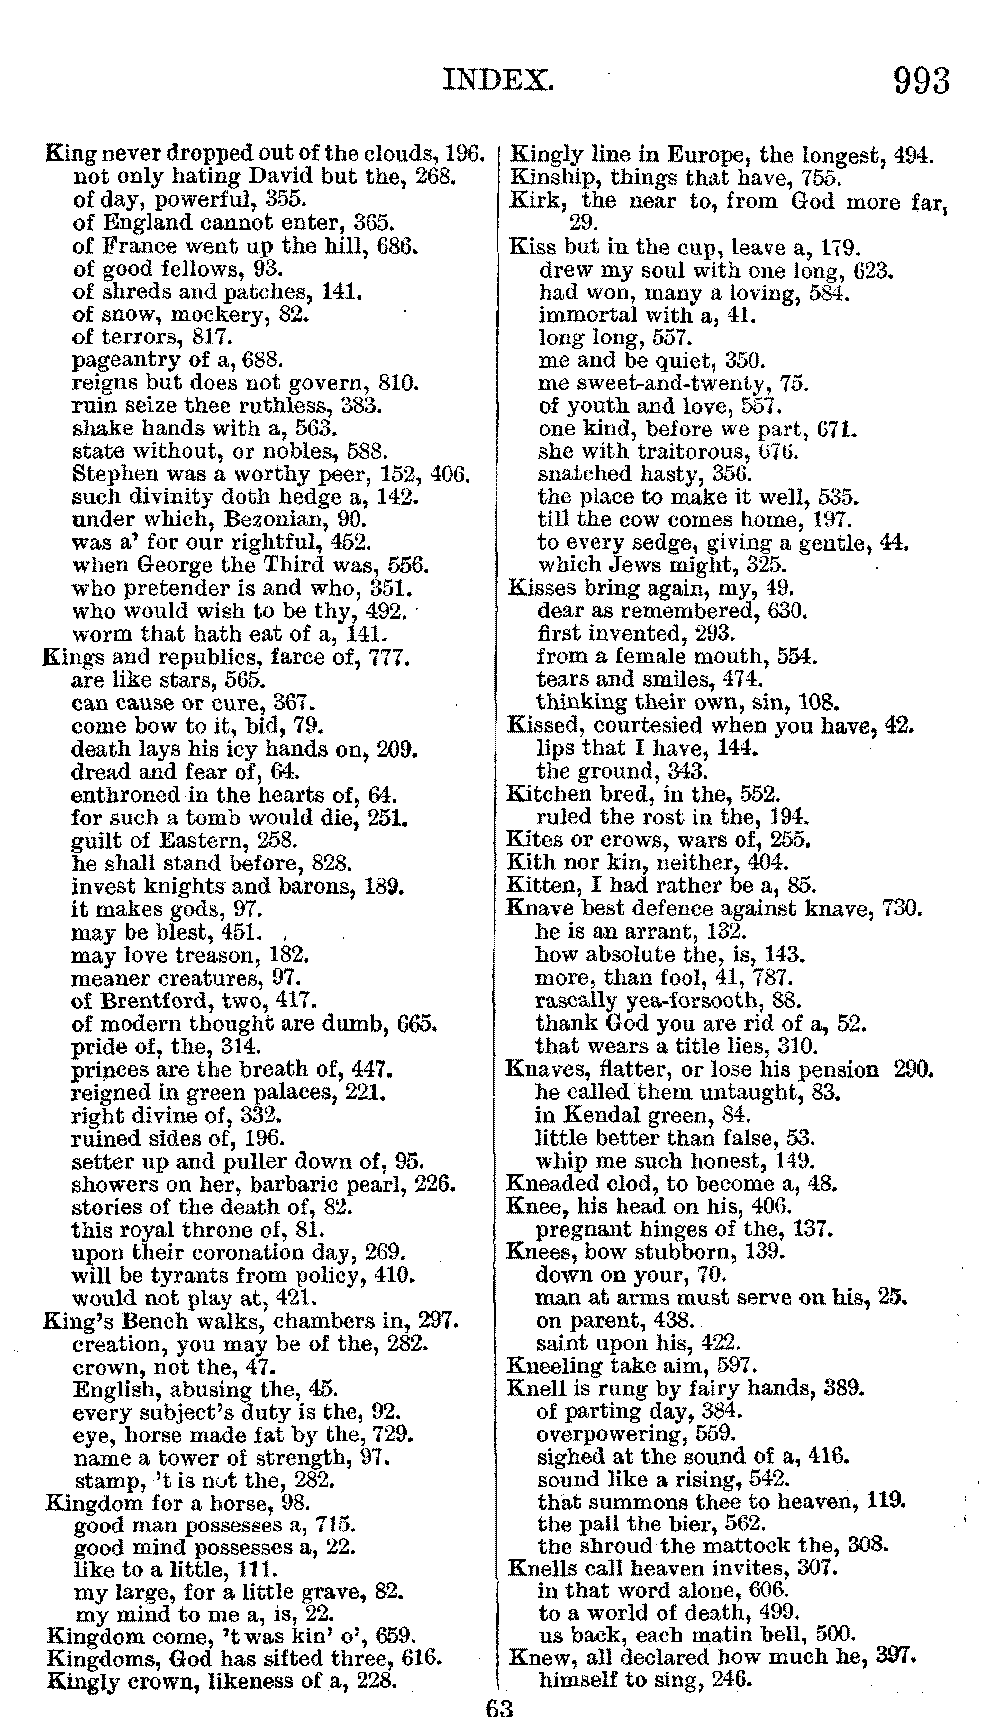 INDEX. 993
King never dropped out of the clouds, 196.
not only hating David but the, 268.
of day, powerful, 355.
of England cannot enter, 365.
of France went up the hill, 686.
of good fellows, 93.
of shreds and patches, 141.
of snow, mockery, 82.
of terrors, 817.
pageantry of a, 688.
reigns but does not govern, 810.
ruin seize thee ruthless, 383.
shake hands with a, 563.
state without, or nobles, 588.
Stephen was a worthy peer, 152, 406.
such divinity doth hedge a, 142.
under which, Bezonian, 90.
was a' for our rightful, 452.
when George the Third was, 556.
who pretender is and who, 351.
who would wish to be thy, 492.
worm that hath eat of a, 141.
Kings and republics, farce of, 777.
are like stars, 565.
can cause or cure, 367.
come bow to it, bid, 79.
death lays his icy hands on, 209.
dread and fear of, 64.
enthroned in the hearts of, 64.
for such a tomb would die, 251.
guilt of Eastern, 258.
he shall stand before, 828.
invest knights and barons, 189.
it makes gods, 97.
may be blest, 451.
may love treason, 182.
meaner creatures, 97.
of Brentford, two, 417.
of modern thought are dumb, 665.
pride of, the, 314.
princes are the breath of, 447.
reigned in green palaces, 221.
right divine of, 332.
ruined sides of, 196.
setter up and puller down of, 95.
showers on her, barbaric pearl, 226.
stories of the death of, 82.
this royal throne of, 81.
upon their coronation day, 269.
will be tyrants from policy, 410.
would not play at, 421.
King's Bench walks, chambers in, 297.
creation, you may be of the, 282.
crown, not the, 47.
English, abusing the, 45.
every subject's duty is the, 92.
eye, horse made fat by the, 729.
name a tower of strength, 97.
stamp, 't is not the, 282.
Kingdom for a horse, 98.
good man possesses a, 715.
good mind possesses a, 22.
like to a little, 111.
my large, for a little grave, 82.
my mind to me a, is, 22.
Kingdom come, 't was kin' o', 659.
Kingdoms, God has sifted three, 616.
Kingly crown, likeness of a, 228.
Kingly line in Europe, the longest, 494.
Kinship, things that have, 755.
Kirk, the near to, from God more far,
29.
Kiss but in the cup, leave a, 179.
drew my soul with one long, 623.
had won, many a loving, 584.
immortal with a, 41.
long long, 557.
me and be quiet, 350.
me sweet-and-twenty, 75.
of youth and love, 557.
one kind, before we part, 671.
she with traitorous, 676.
snatched hasty, 356.
the place to make it well, 535.
till the cow comes home, 197.
to every sedge, giving a gentle, 44.
which Jews might, 325.
Kisses bring again, my, 49.
dear as remembered, 630.
first invented, 293.
from a female mouth, 554.
tears and smiles, 474.
thinking their own, sin, 108.
Kissed, courtesied when you have, 42.
lips that I have, 144.
the ground, 343.
Kitchen bred, in the, 552.
ruled the rost in the, 194.
Kites or crows, wars of, 255.
Kith nor kin, neither, 404.
Kitten, I had rather be a, 85.
Knave best defence against knave, 730.
he is an arrant, 132.
how absolute the, is, 143.
more, than fool, 41, 787.
rascally yea-forsooth, 88.
thank God you are rid of a, 52.
that wears a title lies, 310.
Knaves, flatter, or lose his pension 290.
he called them untaught, 83.
in Kendal green, 84.
little better than false, 53.
whip me such honest, 149.
Kneaded clod, to become a, 48.
Knee, his head on his, 406.
pregnant hinges of the, 137.
Knees, bow stubborn, 139.
down on your, 70.
man at arms must serve on his, 25.
on parent, 438.
saint upon his, 422.
Kneeling take aim, 597.
Knell is rung by fairy hands, 389.
of parting day, 384.
overpowering, 559.
sighed at the sound of a, 416.
sound like a rising, 542.
that summons thee to heaven, 119.
the pall the bier, 562.
the shroud the mattock the, 308.
Knells call heaven invites, 307.
in that word alone, 606.
to a world of death, 499.
us back, each matin bell, 500.
Knew, all declared how much he, 397.
himself to sing, 246.
63